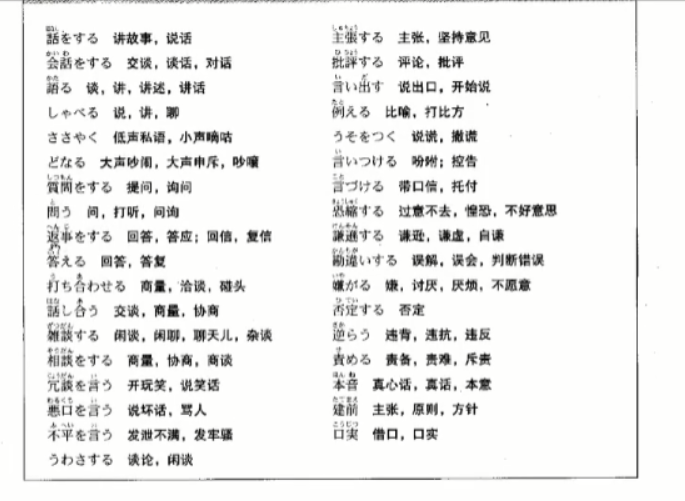 話をする 讲故事，说话
会話をする 交谈，谈话，对话
語る 谈，讲，讲述，讲话
しゃべる 说，讲，聊
ささやく 低声私语，小声嘀咕
どなる 大声吵闹，大声申斥，吵嚷
質問をする 提问，询问
問う 问，打听，问询
返事をする 回答，答应；回信，复信
答える 回答，答复
打ち合わせる 商量，洽谈，碰头
話し合う 交谈，商量，协商
雑談する 闲谈，闲聊，聊天儿，杂谈
相談をする 商量，协商，商谈
冗談を言う 开玩笑，说笑话
悪口を言う 说坏话，骂人
不平を言う 发泄不满，发牢骚
うわさする 谈论，闲谈
主張する 主张，坚持意见
批評する 评论，批评
言い出す 说出口，开始说
例える 比喻，打比方
うそをつく 说谎，撒谎
言いつける 吩咐；控告
言づける 带口信，托付
恐縮する 过意不去，惶恐，不好意思
謙遜する 谦逊，谦虚，自谦
勘違いする 误解，误会，判断错误
嫌がる 嫌，讨厌，厌烦，不愿意
否定する 否定
逆らう 违背，违抗，违反
責める 责备，责难，斥责
本音 真心话，真话，本意
建前 主张，原则，方针
口実 借口，口实